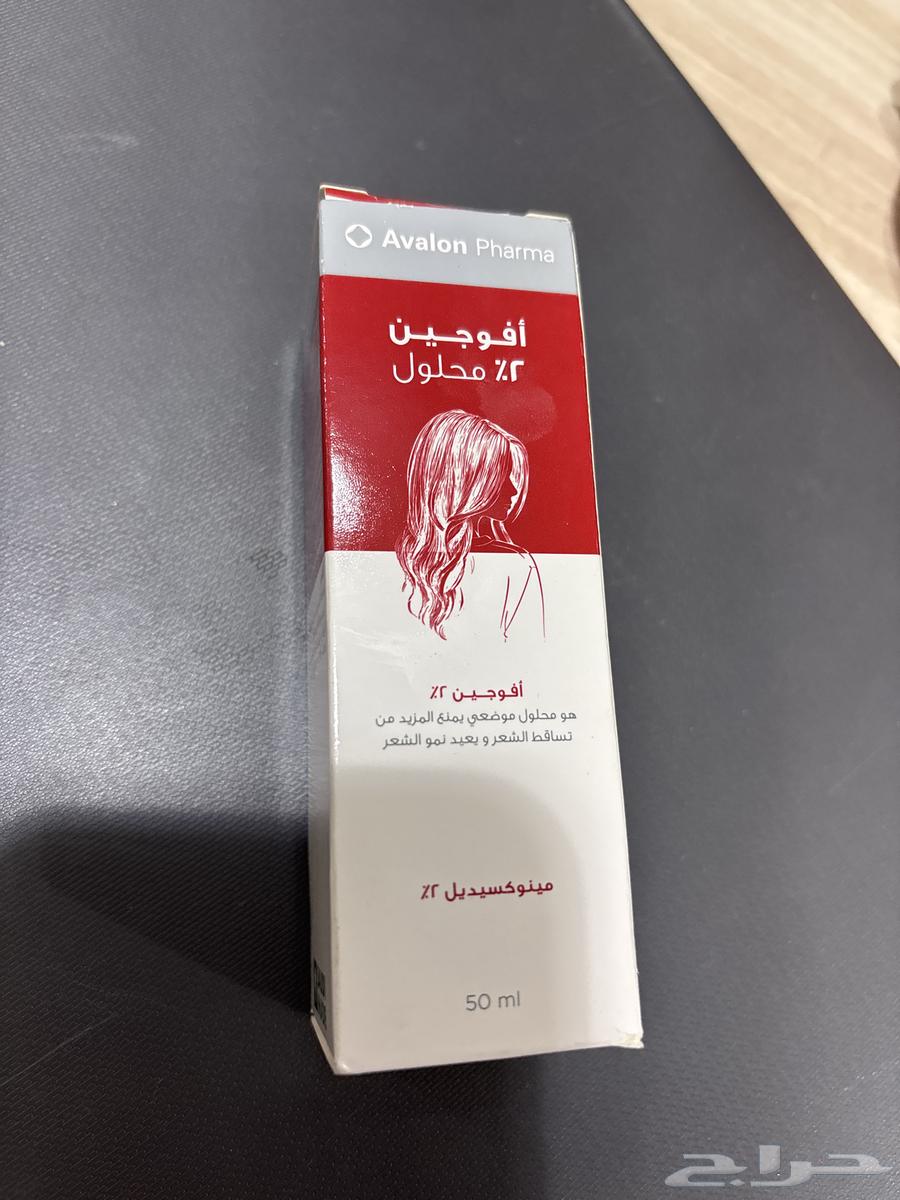 Avalon Pharma
أفوجين
٢٪ محلول
أفوجين ٢٪
هو محلول موضعي يمنع المزيد من
تساقط الشعر و يعيد نمو الشعر
مينوكسيديل ٢٪
50 ml
حراج